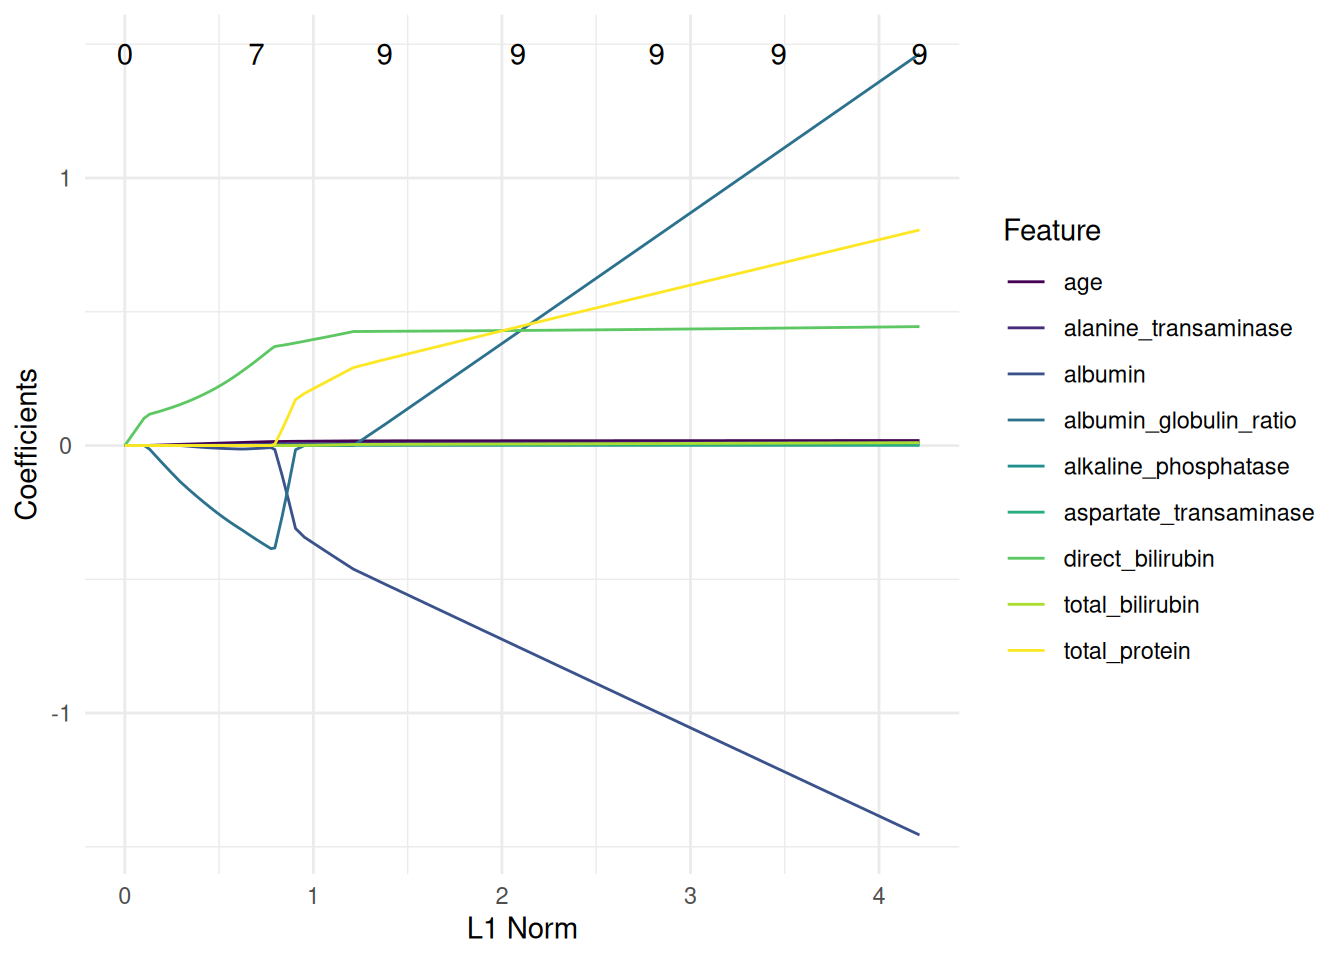 0 7 9 9 9 9 9
1
0
-1
Coefficients
0 1 2 3 4
L1 Norm
Feature
age
alanine_transaminase
albumin
albumin_globulin_ratio
alkaline_phosphatase
aspartate_transaminase
direct_bilirubin
total_bilirubin
total_protein